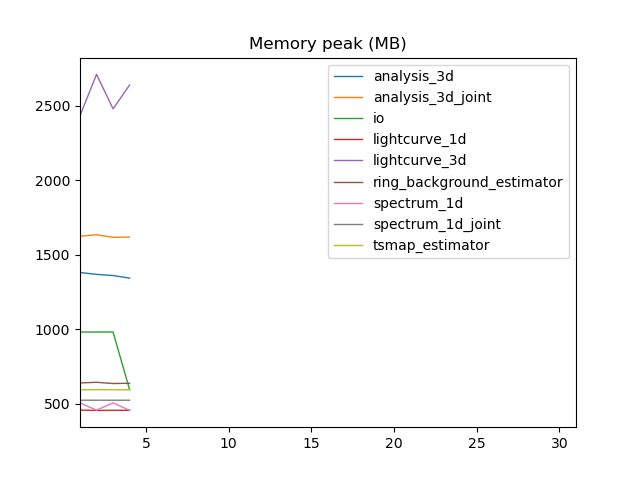 Memory peak (MB)
analysis_3d
analysis_3d_joint
io
lightcurve_1d
lightcurve_3d
ring_background_estimator
spectrum_1d
spectrum_1d_joint
tsmap_estimator
2500
2000
1500
1000
500
5 10 15 20 25 30